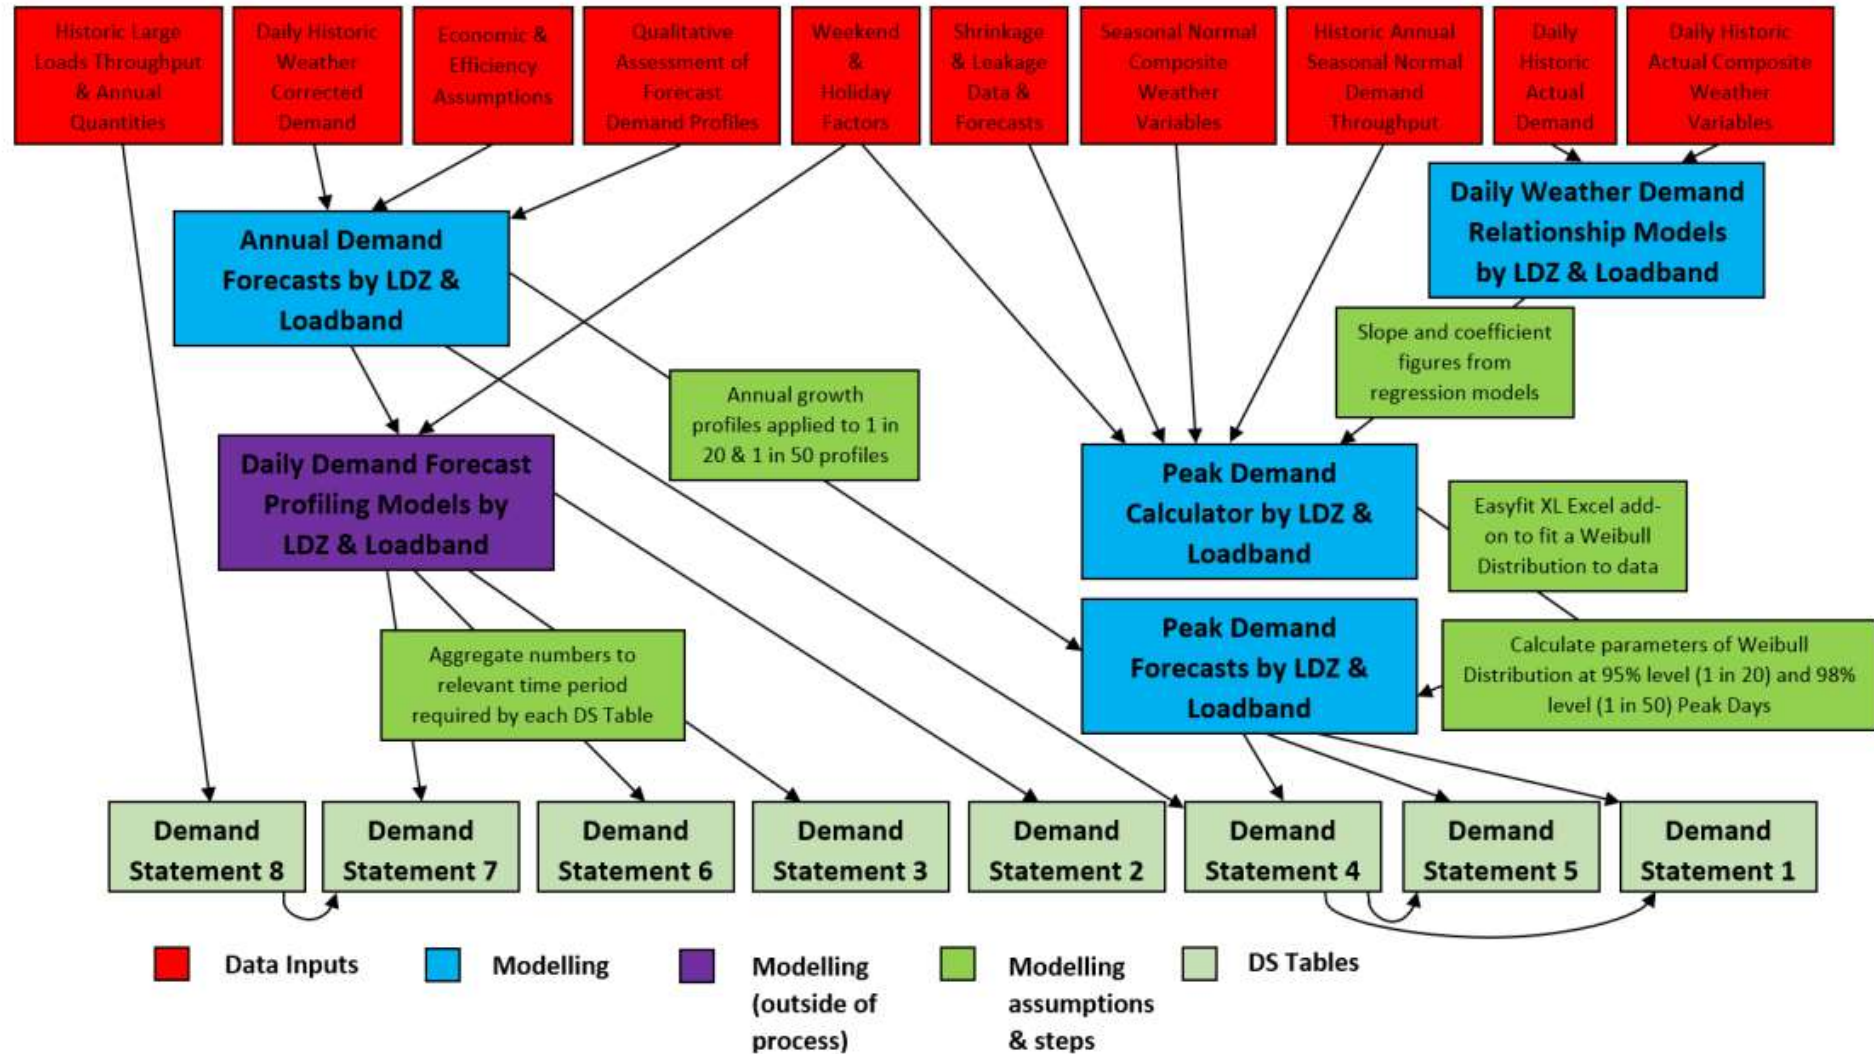 Historic Large
Loads Throughput
& Annual
Quantities
Daily Historic
Weather
Corrected
Demand
Economic &
Efficiency
Assumptions
Qualitative
Assessment of
Forecast
Demand Profiles
Weekend
&
Holiday
Factors
Shrinkage
& Leakage
Data &
Forecasts
Seasonal Normal
Composite
Weather
Variables
Historic Annual
Seasonal Normal
Demand
Throughput
Daily
Historic
Actual
Demand
Daily Historic
Actual Composite
Weather
Variables
Annual Demand
Forecasts by LDZ &
Loadband
Daily Weather Demand
Relationship Models
by LDZ & Loadband
Slope and coefficient
figures from
regression models
Annual growth
profiles applied to 1 in
20 & 1 in 50 profiles
Daily Demand Forecast
Profiling Models by
LDZ & Loadband
Peak Demand
Calculator by LDZ &
Loadband
Easyfit XL Excel add-
on to fit a Weibull
Distribution to data
Peak Demand
Forecasts by LDZ &
Loadband
Calculate parameters of Weibull
Distribution at 95% level (1 in 20) and 98%
level (1 in 50) Peak Days
Aggregate numbers to
relevant time period
required by each DS Table
Demand
Statement 8
Demand
Statement 7
Demand
Statement 6
Demand
Statement 3
Demand
Statement 2
Demand
Statement 4
Demand
Statement 5
Demand
Statement 1
Data Inputs
Modelling
Modelling
(outside of
process)
Modelling
assumptions
& steps
DS Tables